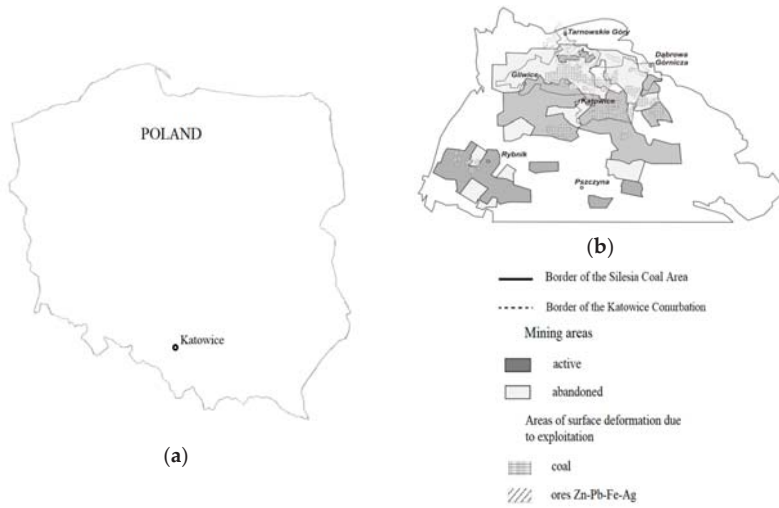 POLAND
Katowice
(a)
Tarnowskie Góry
Dąbrowa
Górnicza
Gliwice
Katowice
Rybnik
Pszczyna
(b)
Border of the Silesia Coal Area
Border of the Katowice Conurbation
Mining areas
active
abandoned
Areas of surface deformation due
to exploitation
coal
ores Zn-Pb-Fe-Ag